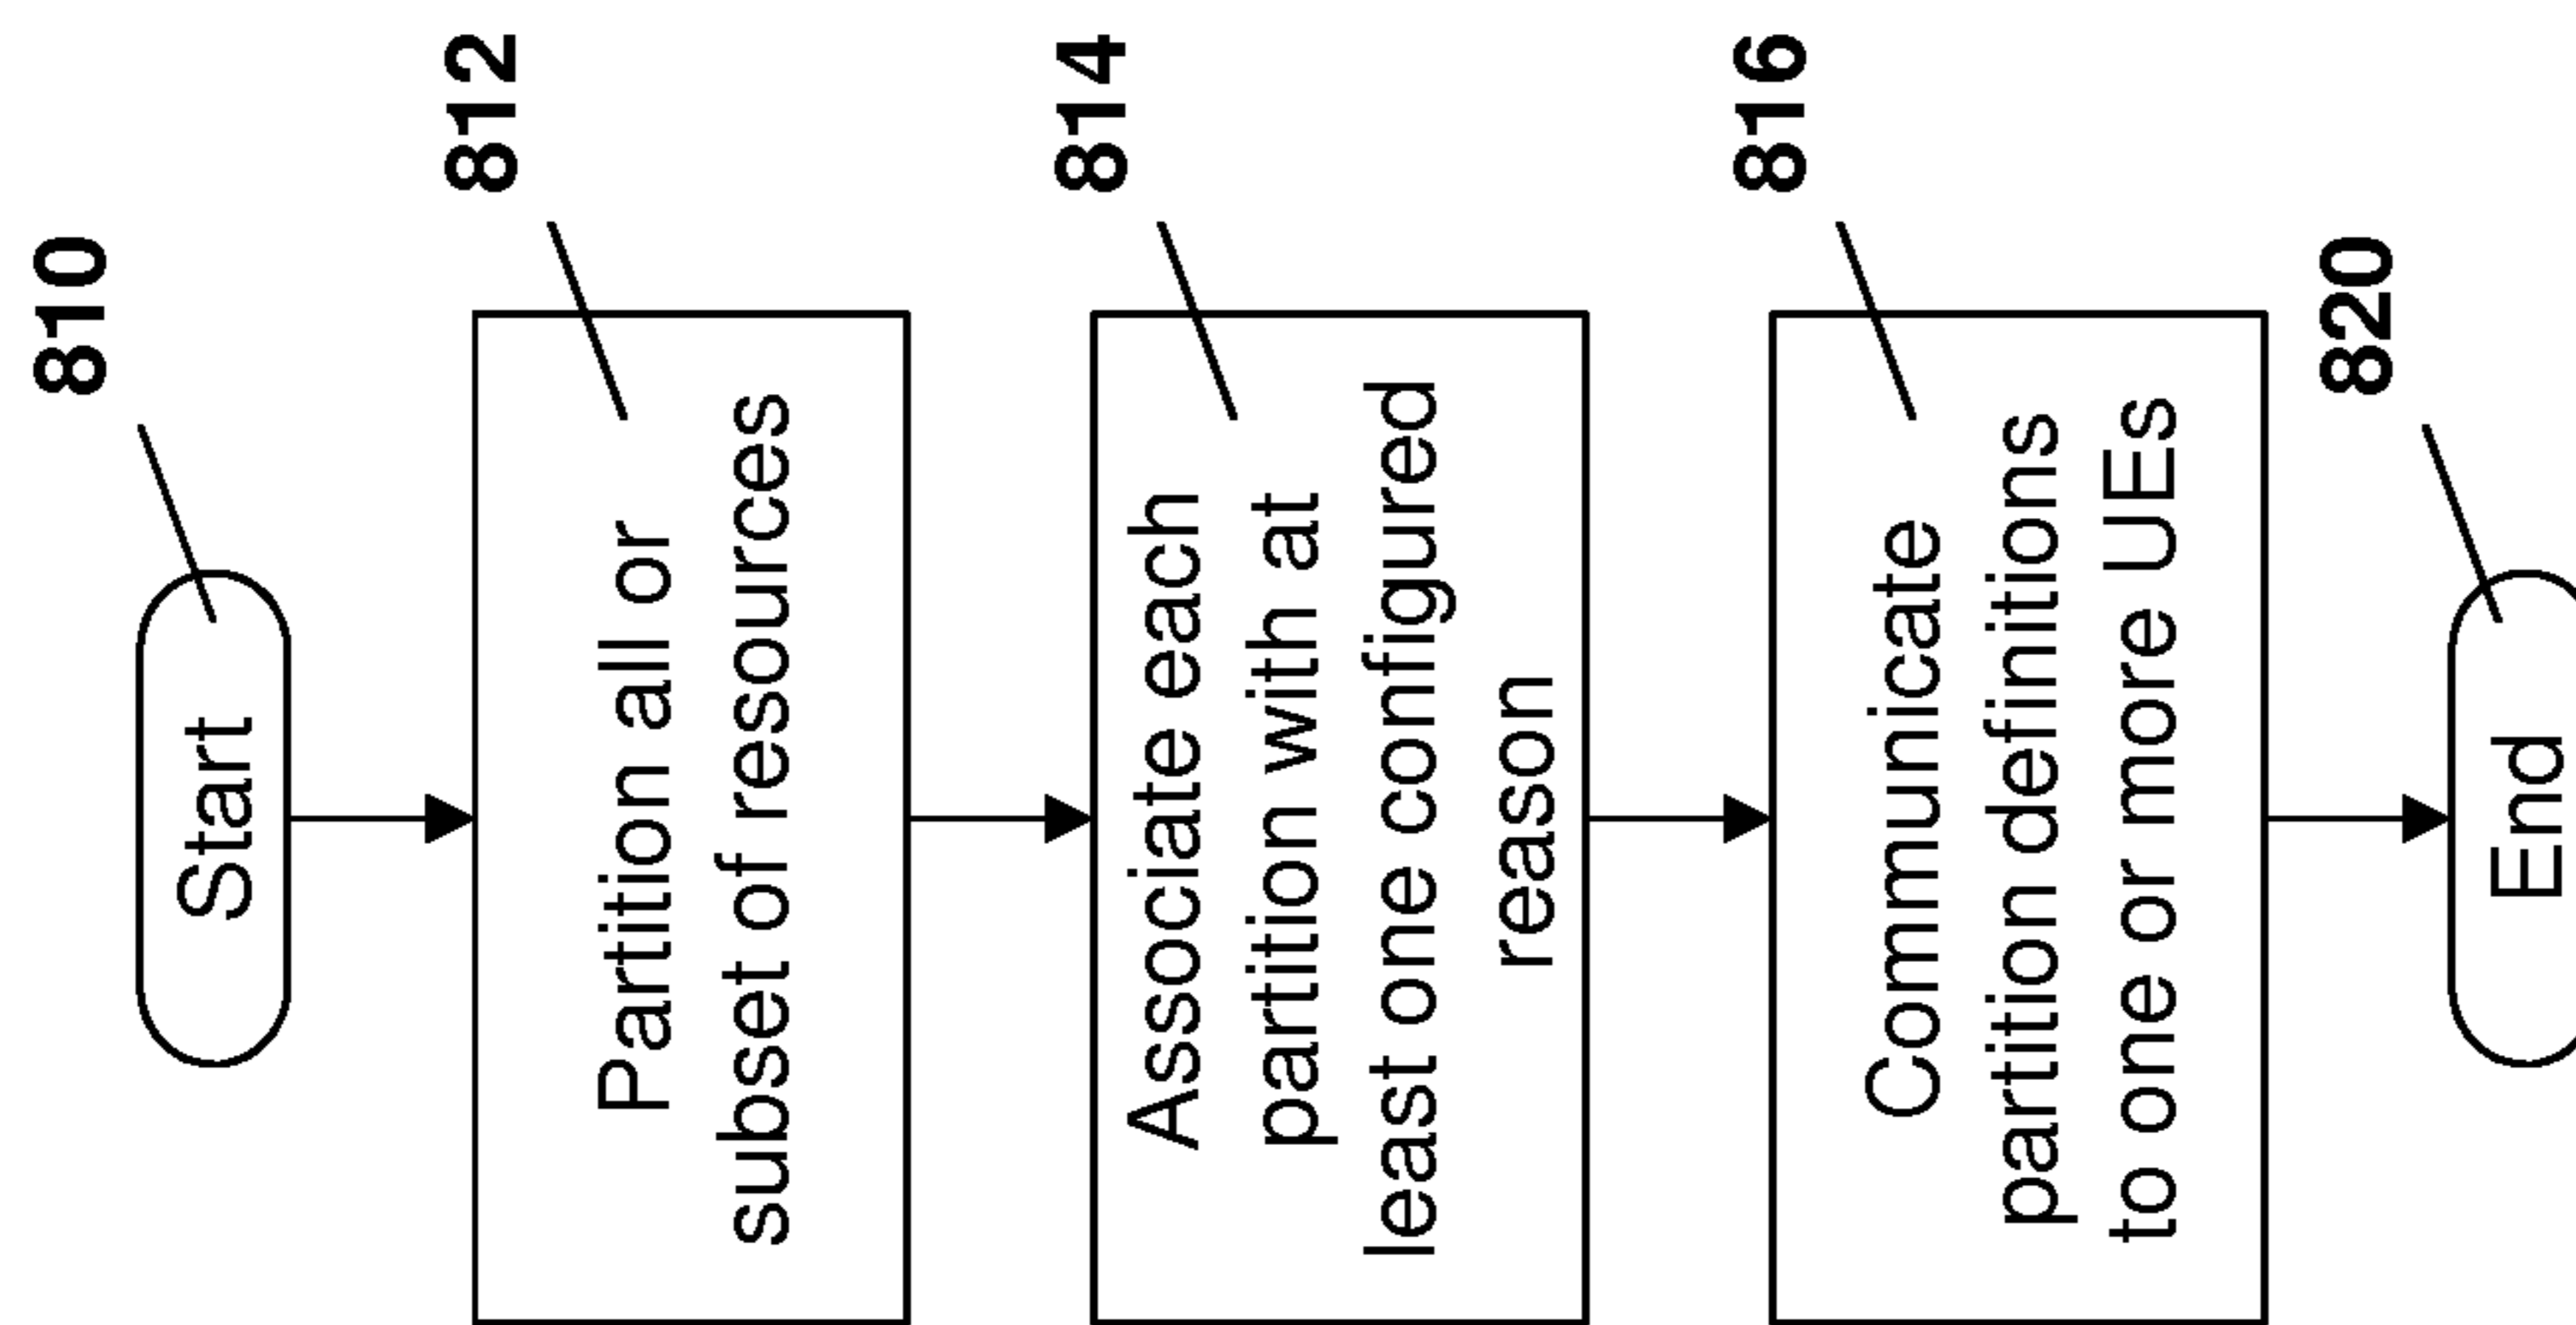 810
Start
812
Partition all or
subset of resources
814
Associate each
partition with at
least one configured
reason
816
Communicate
partition definitions
to one or more UEs
820
End